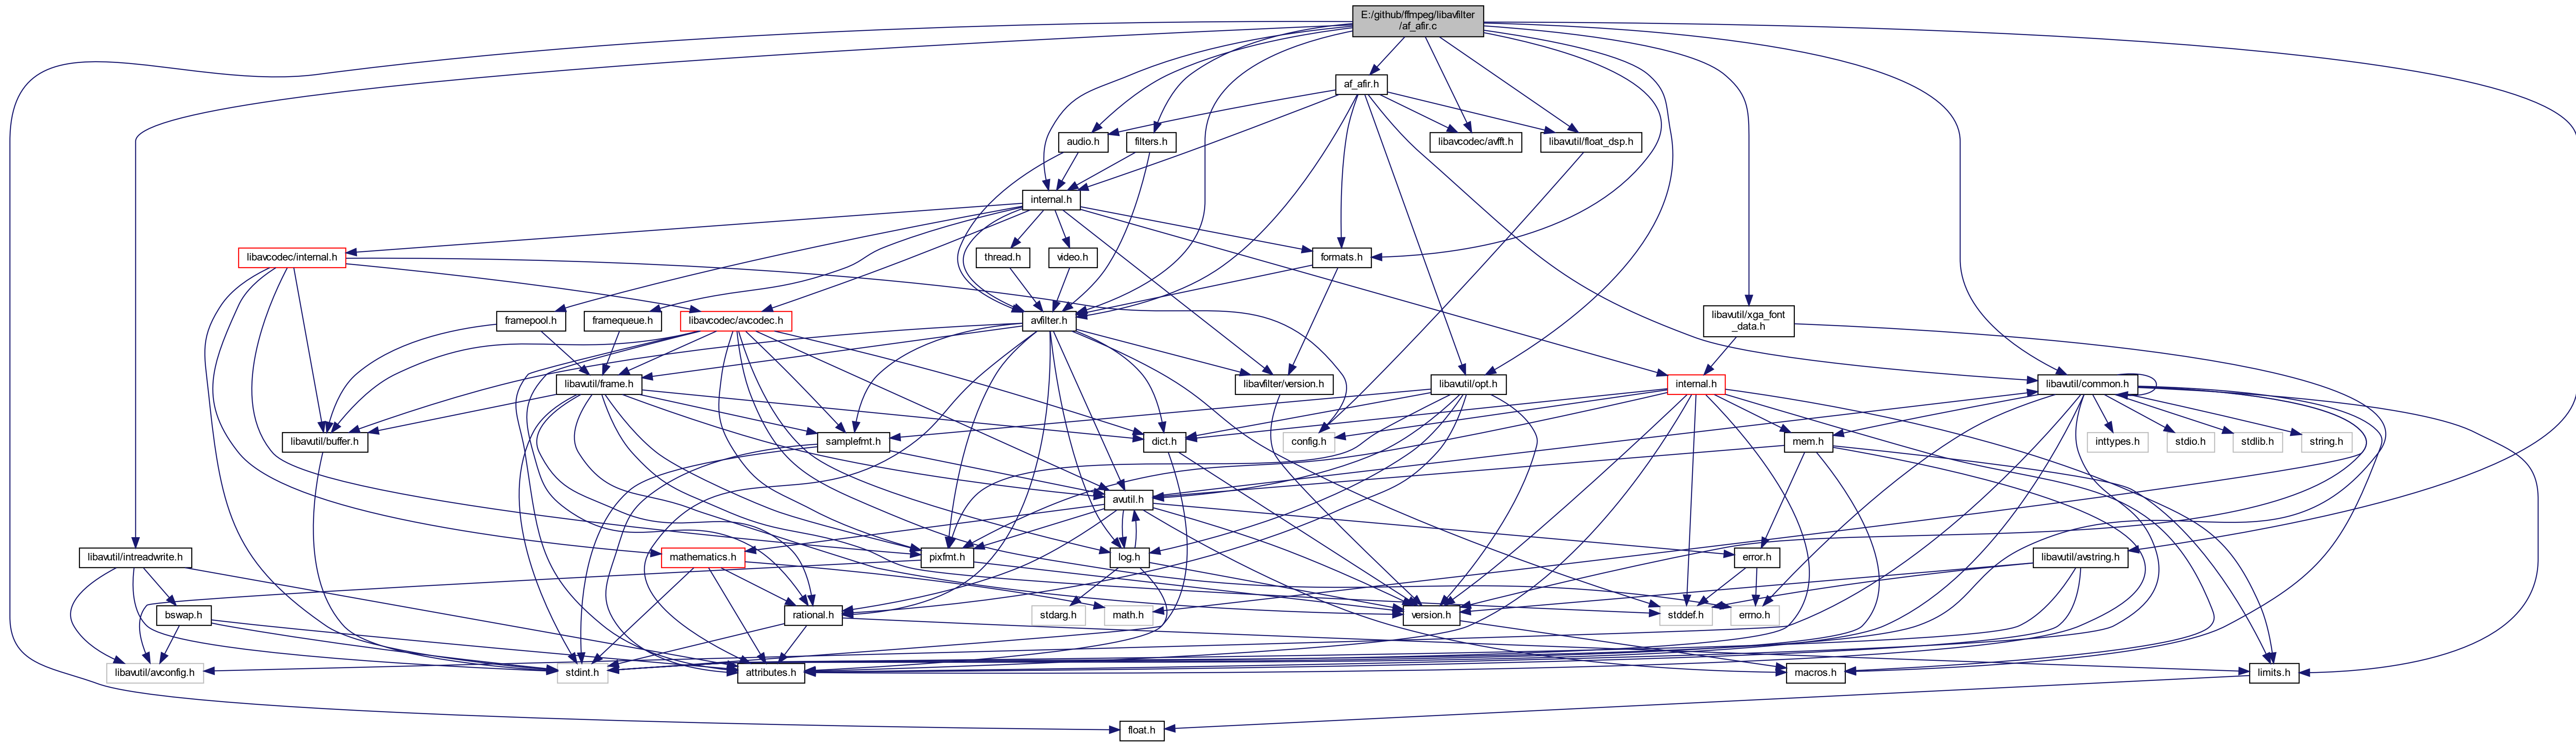 E:/github/ffmpeg/libavfilter
/af_afir.c
af_afir.h
audio.h
filters.h
libavcodec/avfft.h
libavutil/float_dsp.h
internal.h
libavcodec/internal.h
thread.h
video.h
formats.h
framepool.h
framequeue.h
libavcodec/avcodec.h
avfilter.h
libavutil/xga_font
_data.h
libavutil/frame.h
libavfilter/version.h
libavutil/opt.h
internal.h
libavutil/common.h
libavutil/buffer.h
samplefmt.h
dict.h
config.h
mem.h
inttypes.h
stdio.h
stdlib.h
string.h
avutil.h
libavutil/intreadwrite.h
mathematics.h
pixfmt.h
log.h
error.h
libavutil/avstring.h
bswap.h
rational.h
stdarg.h
math.h
version.h
stddef.h
errno.h
libavutil/avconfig.h
stdint.h
attributes.h
macros.h
limits.h
float.h